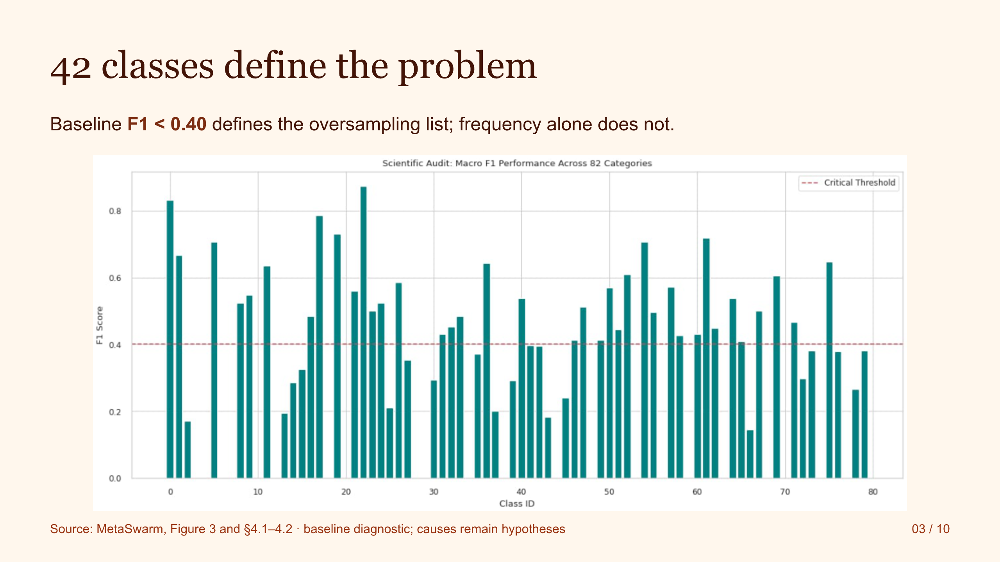 42 classes define the problem
Baseline F1 < 0.40 defines the oversampling list; frequency alone does not.
Scientific Audit: Macro F1 Performance Across 82 Categories
Critical Threshold
F1 Score
0.8
0.6
0.4
0.2
0.0
0 10 20 30 40 50 60 70 80
Class ID
Source: MetaSwarm, Figure 3 and §4.1–4.2 · baseline diagnostic; causes remain hypotheses
03 / 10